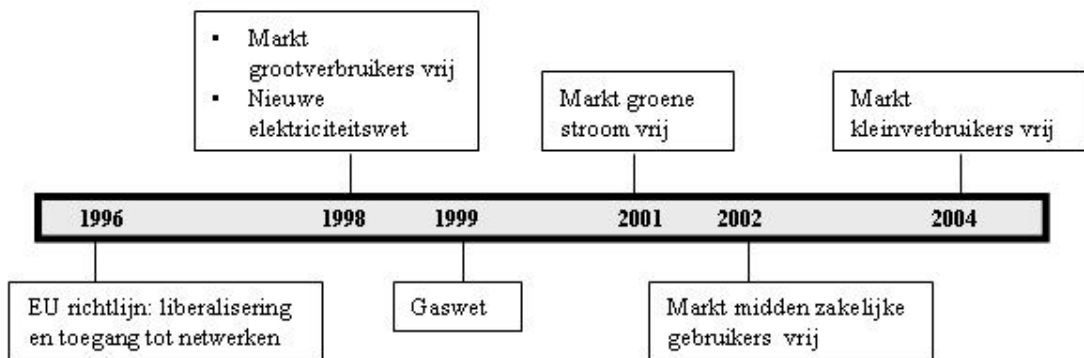 ▪ Markt
grootverbruikers vrij
▪ Nieuwe
elektriciteitswet
Markt groene
stroom vrij
Markt
kleinverbruikers vrij
1996 1998 1999 2001 2002 2004
EU richtlijn: liberalisering
en toegang tot netwerken
Gaswet
Markt midden zakelijke
gebruikers vrij